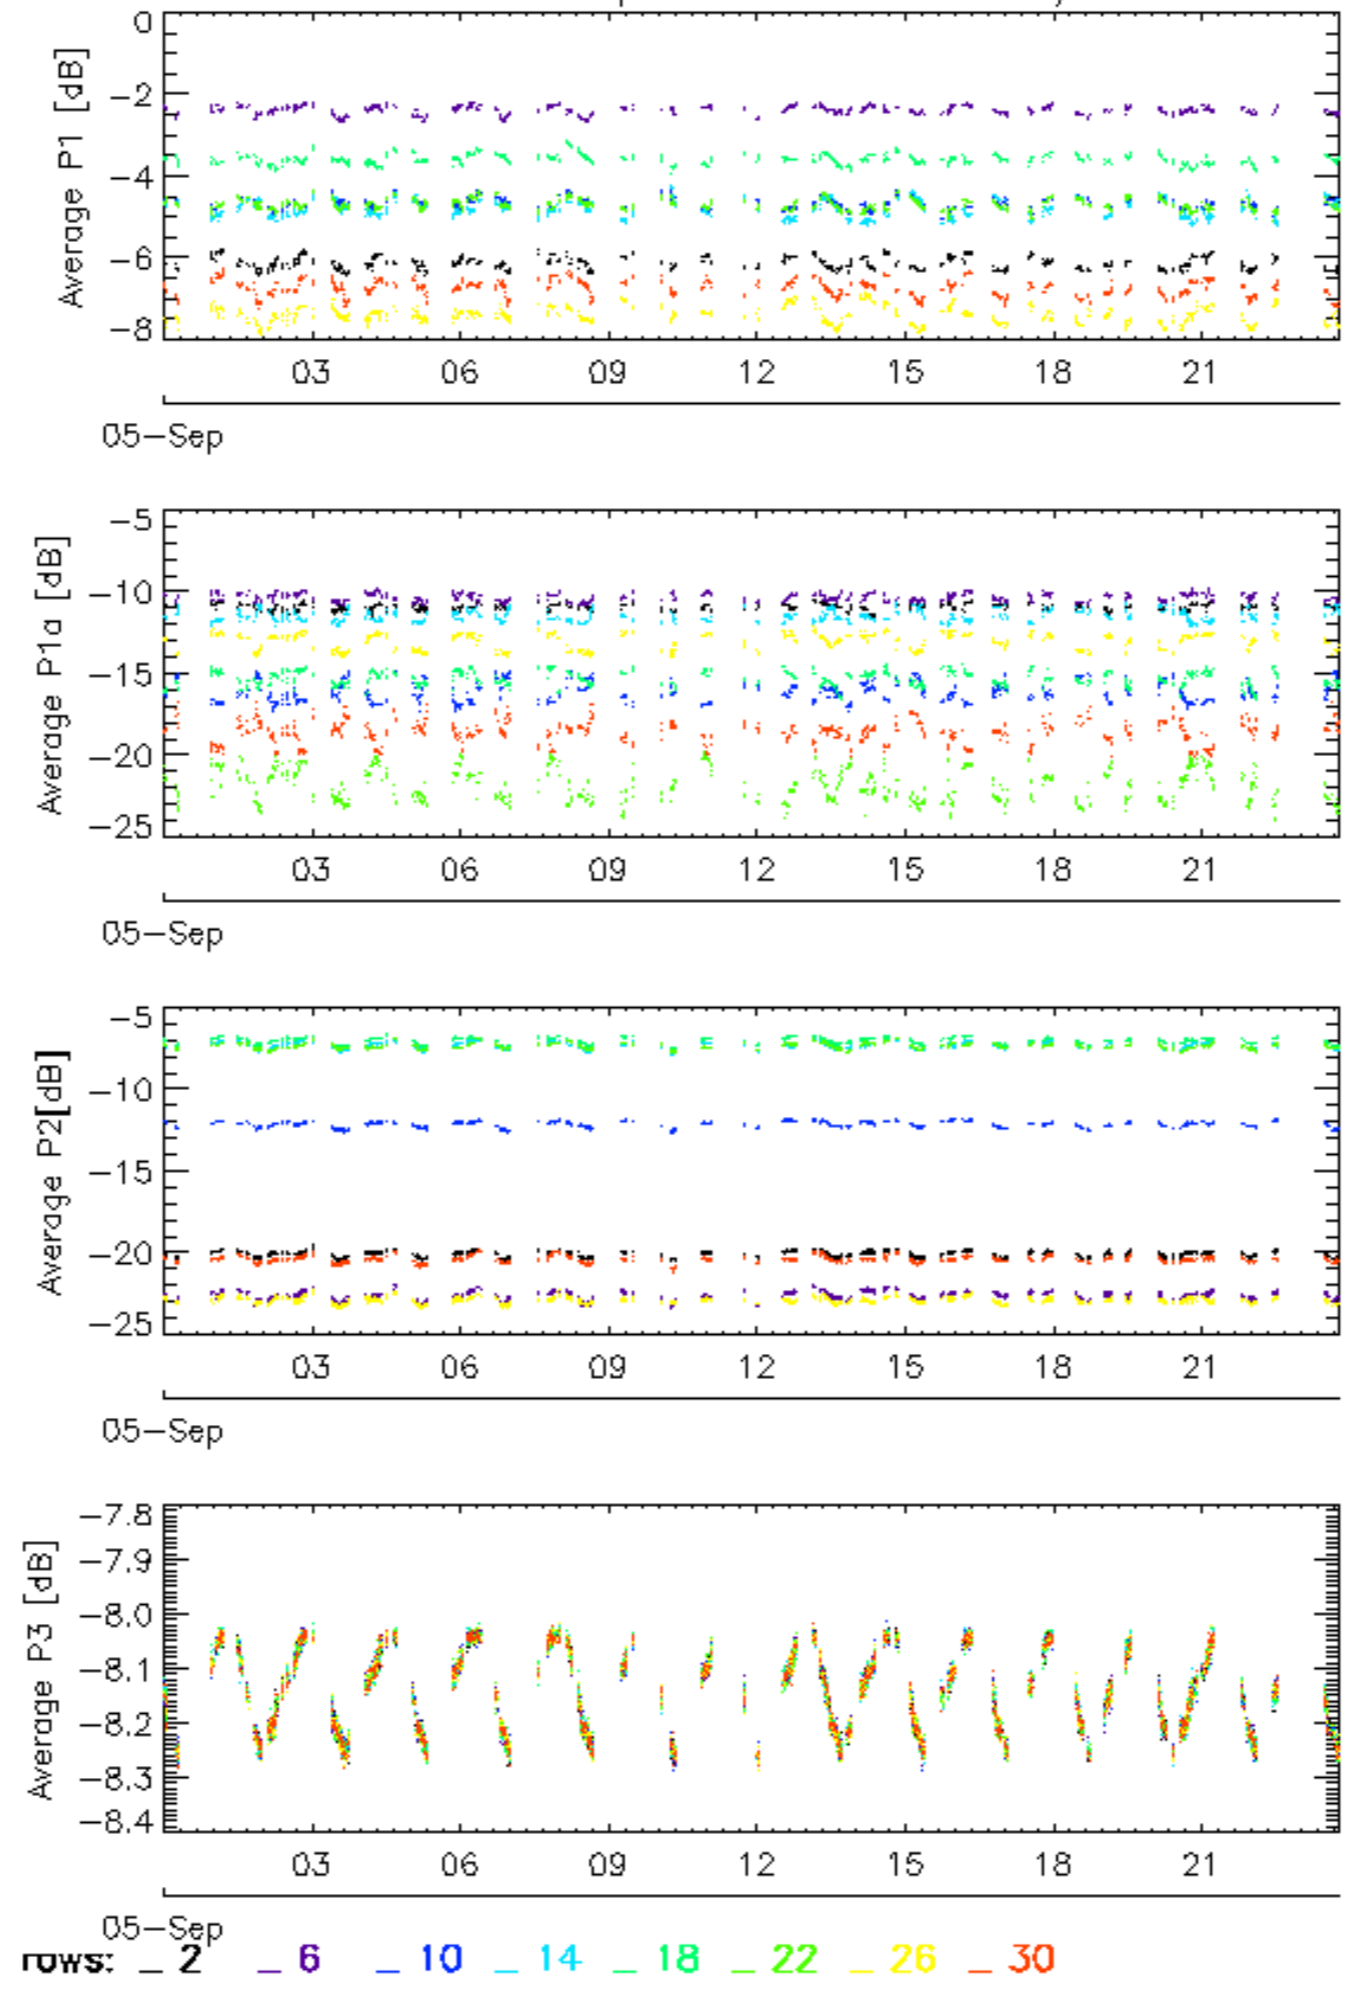 0
-2
-4
-6
-8
Average P1 [dB]
03 06 09 12 15 18 21
05-Sep
-5
-10
-15
-20
-25
Average P1a [dB]
03 06 09 12 15 18 21
05-Sep
-5
-10
-15
-20
-25
Average P2[dB]
03 06 09 12 15 18 21
05-Sep
-7.8
-7.9
-8.0
-8.1
-8.2
-8.3
-8.4
Average P3 [dB]
03 06 09 12 15 18 21
05-Sep
rows: _ 2 _ 6 _ 10 _ 14 _ 18 _ 22 _ 26 _ 30